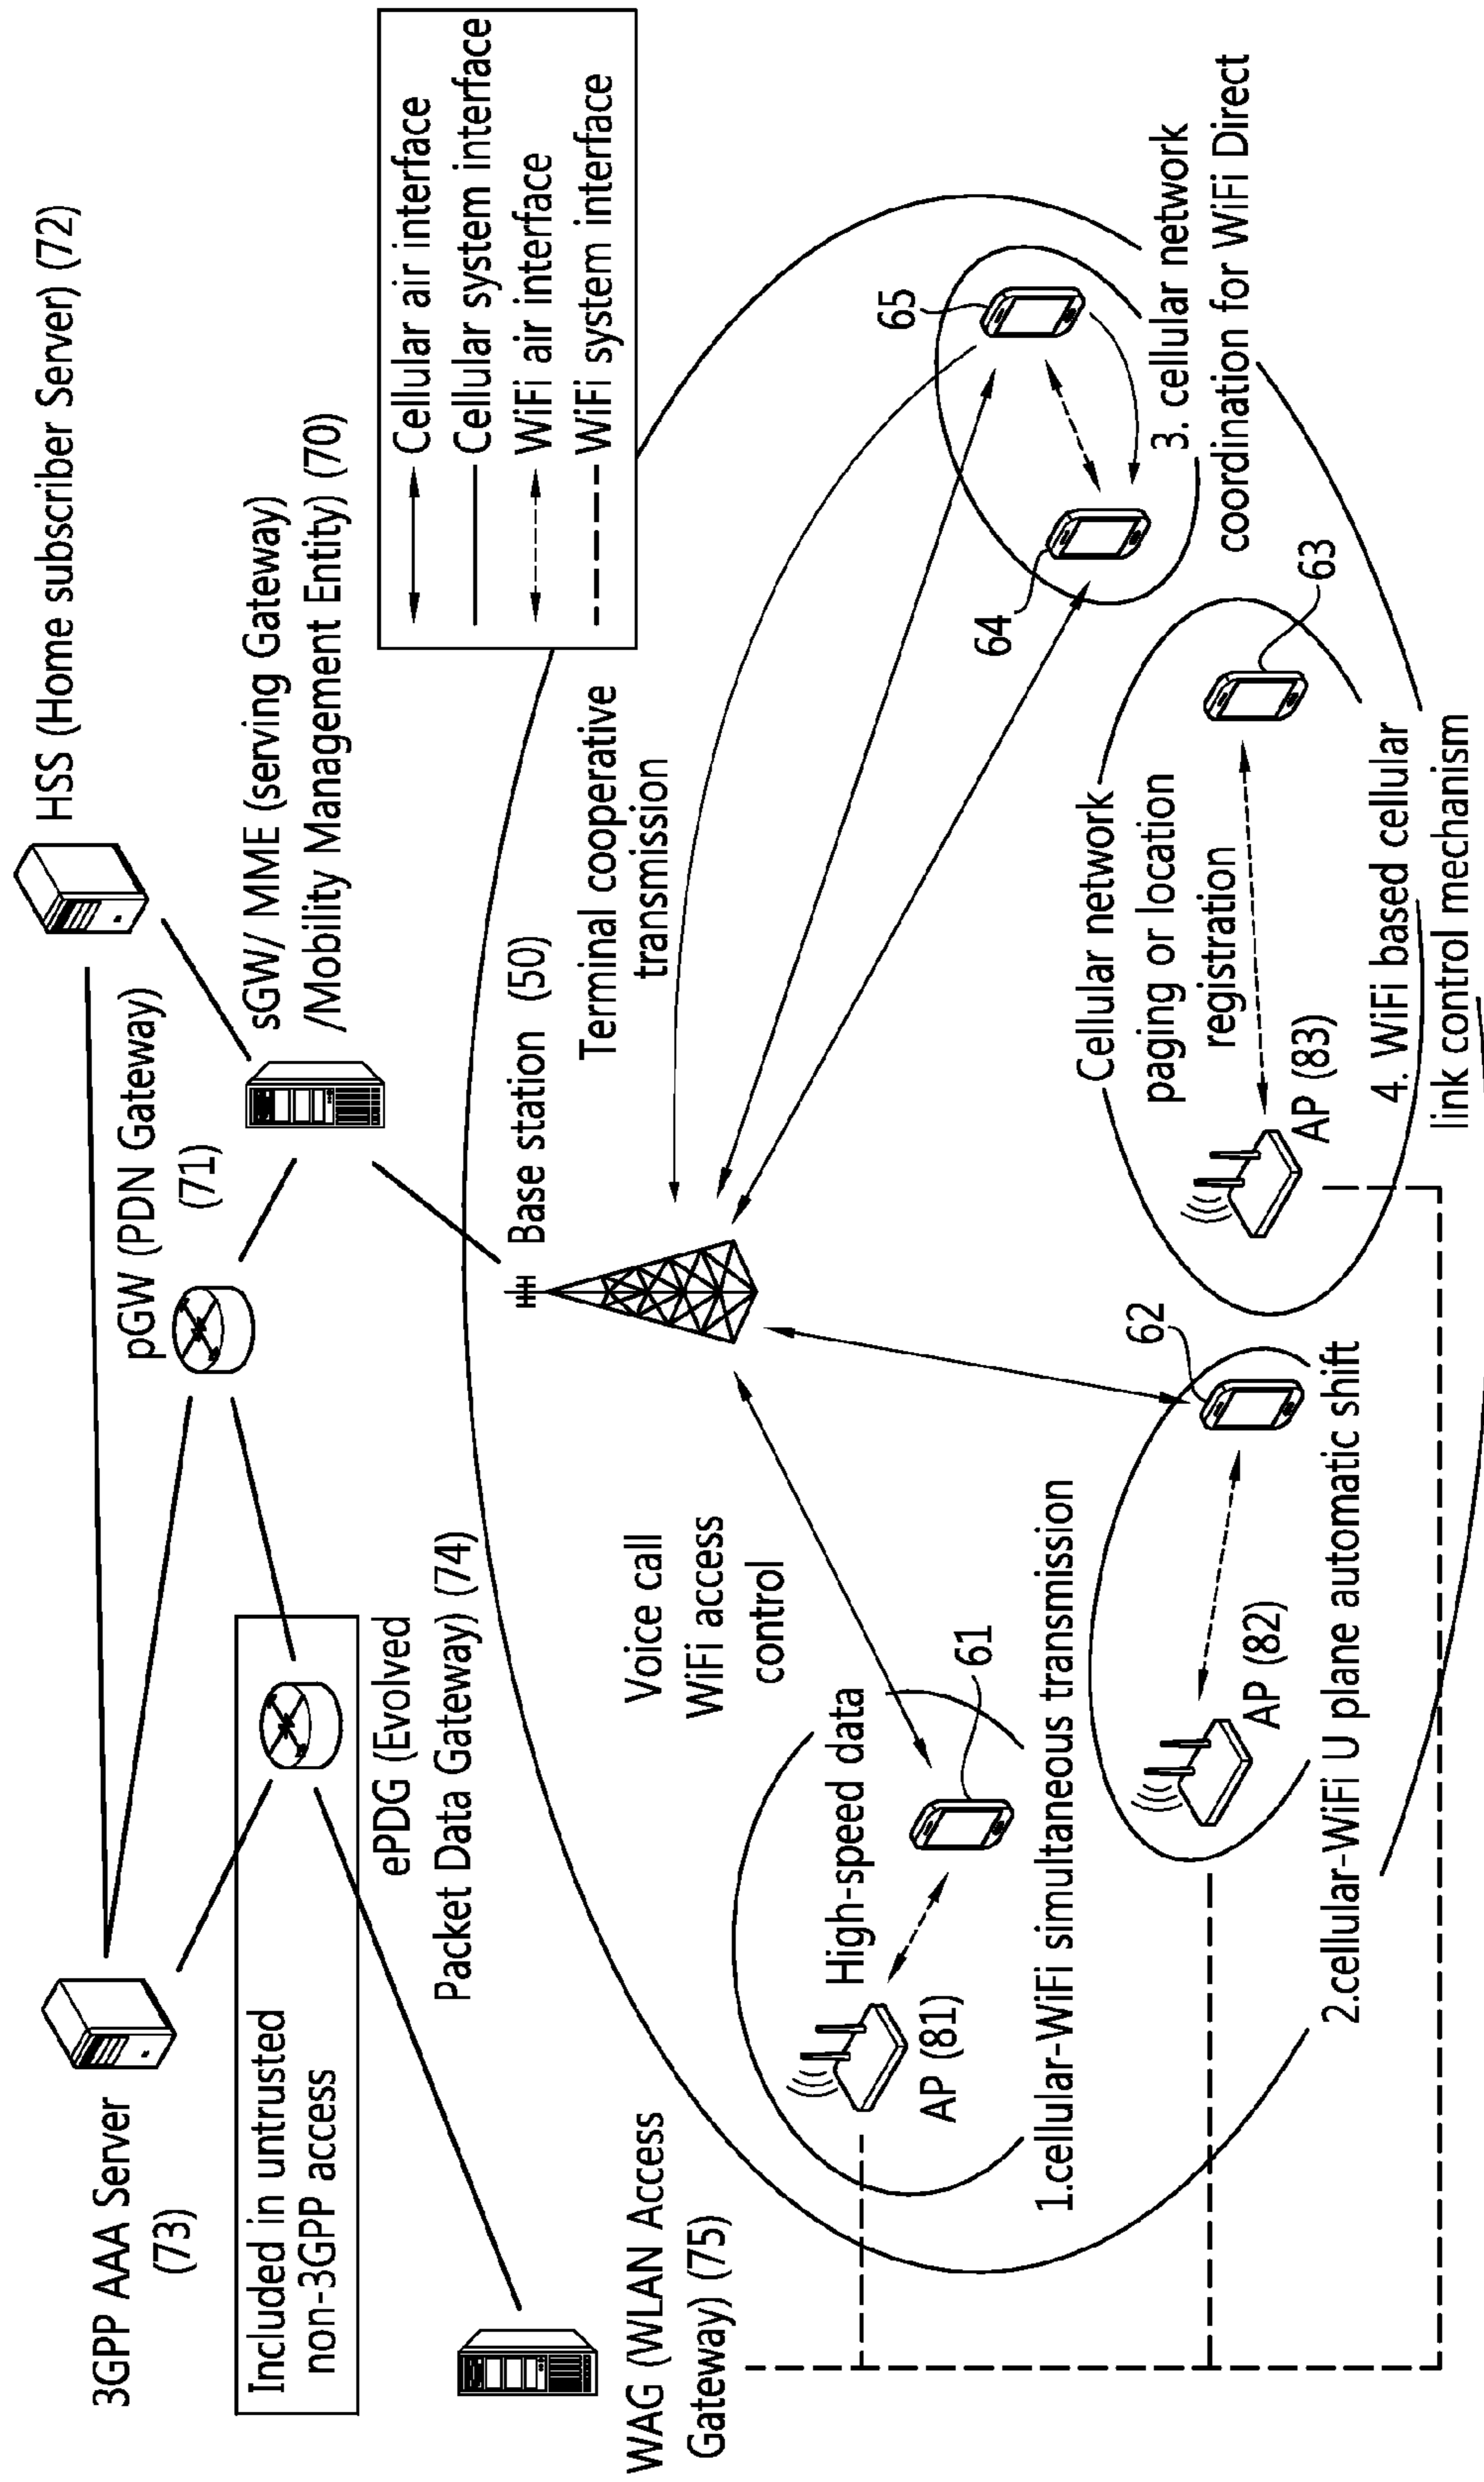 HSS (Home subscriber Server) (72)
3GPP AAA Server
(73)
pGW (PDN Gateway)
(71)
sGW/ MME (serving Gateway)
/Mobility Management Entity) (70)
Included in untrusted
non-3GPP access
ePDG (Evolved
Packet Data Gateway) (74)
Cellular air interface
Cellular system interface
WiFi air interface
WiFi system interface
Base station (50)
WAG (WLAN Access
Gateway) (75)
Voice call
WiFi access
control
Terminal cooperative
transmission
High-speed data
61
AP (81)
1.cellular-WiFi simultaneous transmission
62
AP (82)
2.cellular-WiFi U plane automatic shift
Cellular network
paging or location
registration
63
AP (83)
4. WiFi based cellular
link control mechanism
64
65
3. cellular network
coordination for WiFi Direct